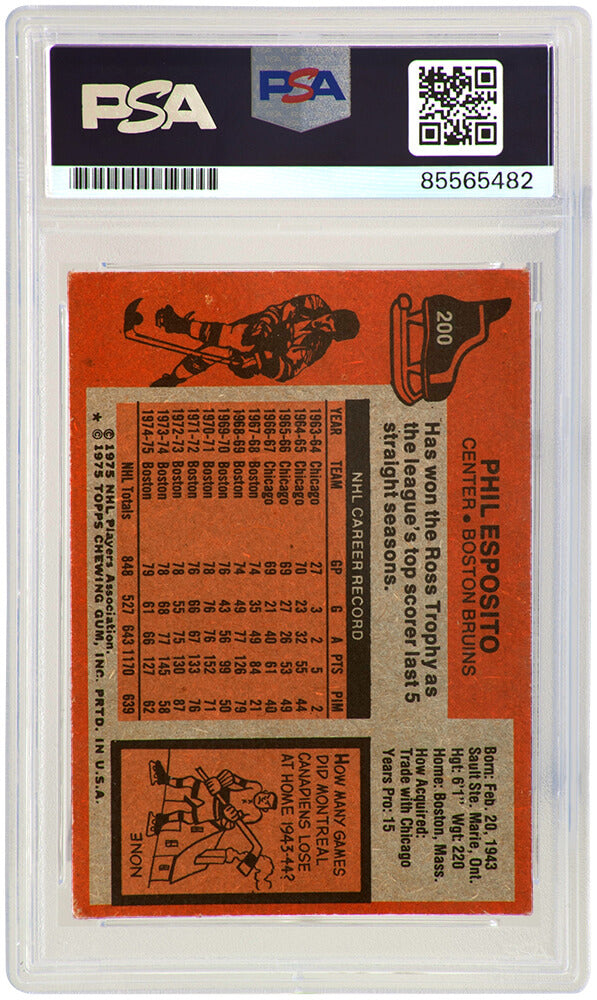 PSA
PSA
85565482
200
PHIL ESPOSITO
CENTER • BOSTON BRUINS
Has won the Ross Trophy as
the league's top scorer last 5
straight seasons.
Born: Feb. 20, 1943
Sault Ste. Marie, Ont.
Hgt: 6'1" Wgt: 220
Home: Boston, Mass.
How Acquired:
Trade with Chicago
Years Pro: 15
NHL CAREER RECORD
YEAR TEAM GP G A PTS PIM
1963-64 Chicago 27 3 2 5 2
1964-65 Chicago 70 23 32 55 44
1965-66 Chicago 69 27 26 53 49
1966-67 Chicago 69 21 40 61 40
1967-68 Boston 74 35 49 84 21
1968-69 Boston 74 49 77 126 79
1969-70 Boston 76 43 56 99 50
1970-71 Boston 78 76 76 152 71
1971-72 Boston 76 66 67 133 76
1972-73 Boston 78 55 75 130 87
1973-74 Boston 78 68 77 145 58
1974-75 Boston 79 61 66 127 62
NHL Totals 848 527 643 1170 639
HOW MANY GAMES
DID MONTREAL
CANADIENS LOSE
AT HOME 1943-44?
NONE
© 1975 NHL Players Association.
* © 1975 TOPPS CHEWING GUM, INC. PRTD. IN U.S.A.